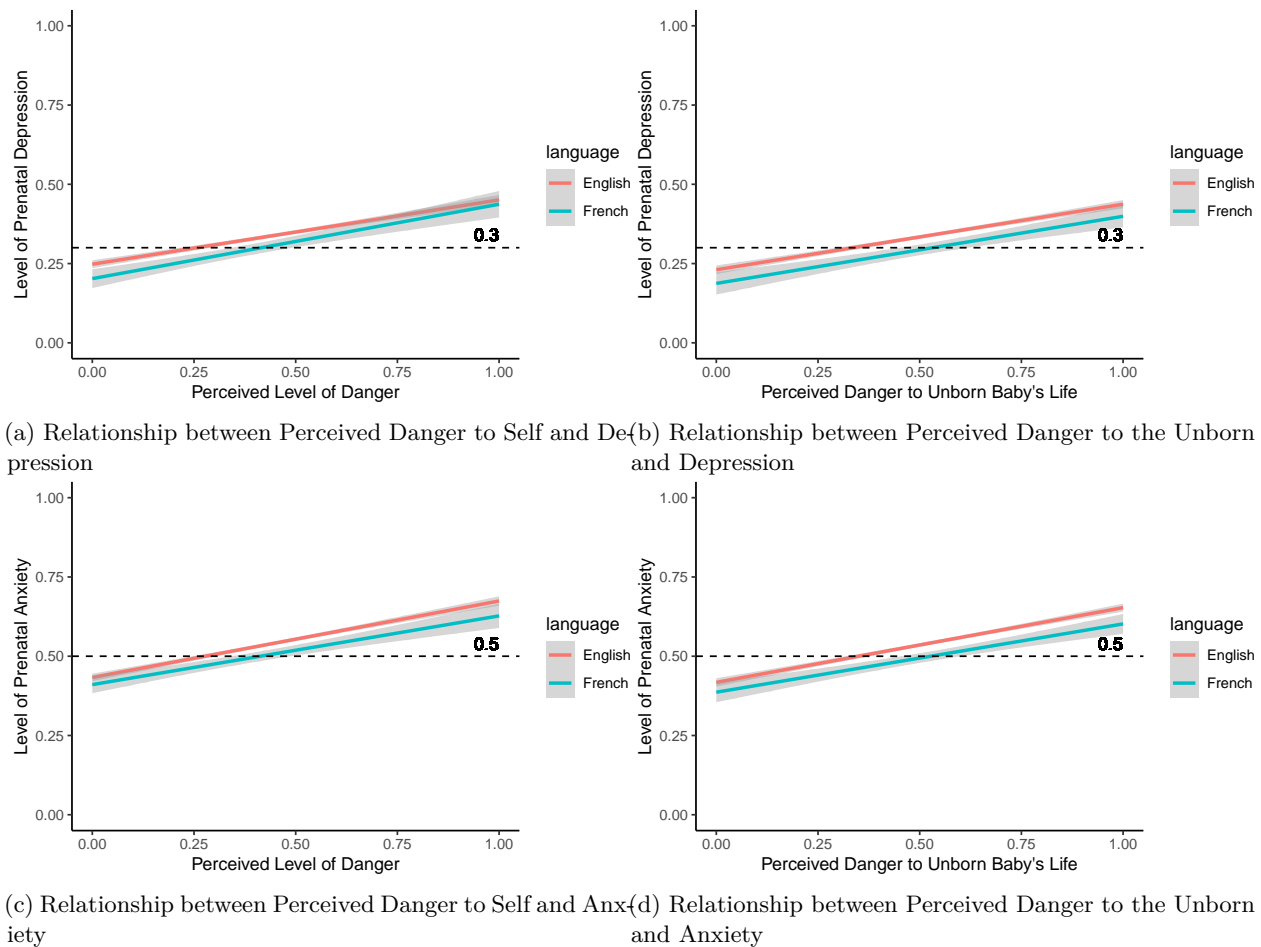 1.00
0.75
0.50
0.25
0.00
Level of Prenatal Depression
0.3
0.00 0.25 0.50 0.75 1.00
Perceived Level of Danger
language
English
French
(a) Relationship between Perceived Danger to Self and De-
pression
1.00
0.75
0.50
0.25
0.00
Level of Prenatal Depression
0.3
0.00 0.25 0.50 0.75 1.00
Perceived Danger to Unborn Baby's Life
language
English
French
(b) Relationship between Perceived Danger to the Unborn
and Depression
1.00
0.75
0.50
0.25
0.00
Level of Prenatal Anxiety
0.5
0.00 0.25 0.50 0.75 1.00
Perceived Level of Danger
language
English
French
(c) Relationship between Perceived Danger to Self and Anx-
iety
1.00
0.75
0.50
0.25
0.00
Level of Prenatal Anxiety
0.5
0.00 0.25 0.50 0.75 1.00
Perceived Danger to Unborn Baby's Life
language
English
French
(d) Relationship between Perceived Danger to the Unborn
and Anxiety